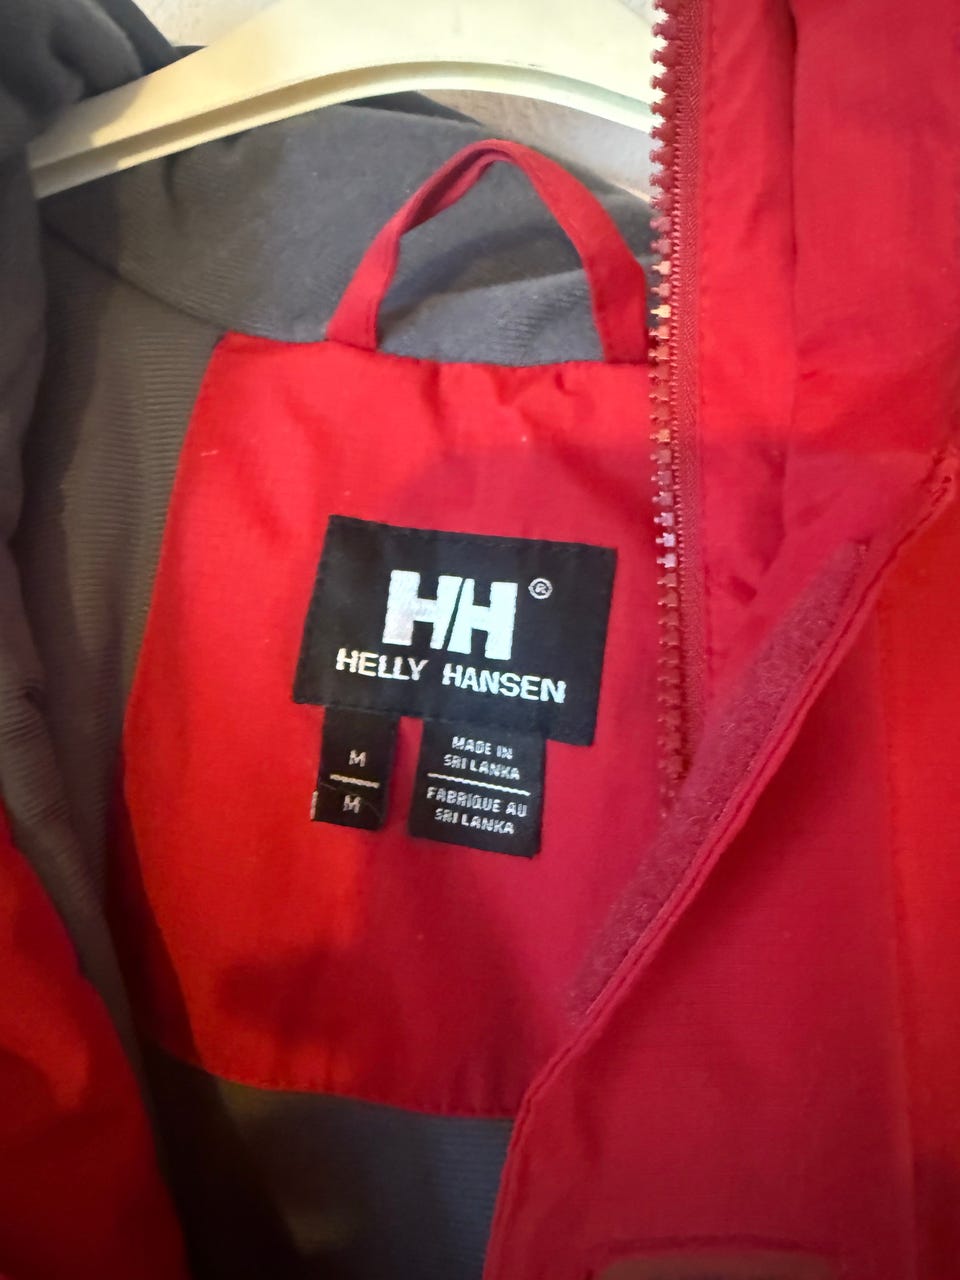 HH®
HELLY HANSEN
M
M
MADE IN
SRI LANKA
FABRIQUE AU
SRI LANKA